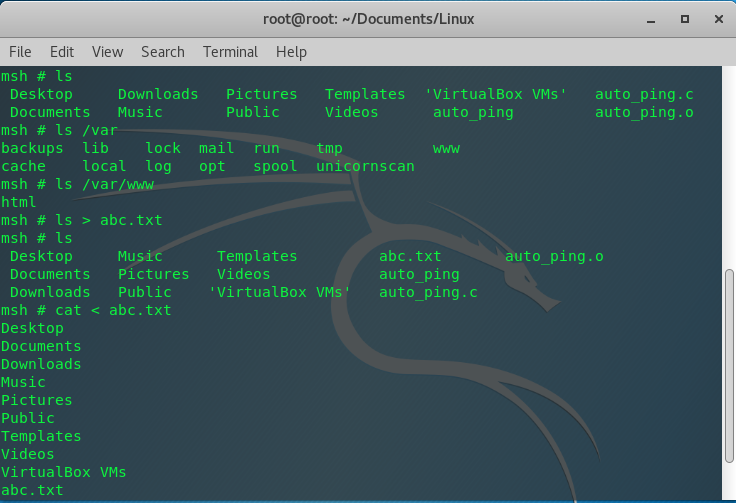 root@root: ~/Documents/Linux
File Edit View Search Terminal Help
msh # ls
 Desktop     Downloads   Pictures   Templates  'VirtualBox VMs'   auto_ping.c
 Documents   Music       Public     Videos      auto_ping         auto_ping.o
msh # ls /var
backups  lib    lock  mail  run    tmp          www
cache    local  log   opt   spool  unicornscan
msh # ls /var/www
html
msh # ls > abc.txt
msh # ls
 Desktop     Music      Templates         abc.txt       auto_ping.o
 Documents   Pictures   Videos            auto_ping
 Downloads   Public    'VirtualBox VMs'   auto_ping.c
msh # cat < abc.txt
Desktop
Documents
Downloads
Music
Pictures
Public
Templates
Videos
VirtualBox VMs
abc.txt